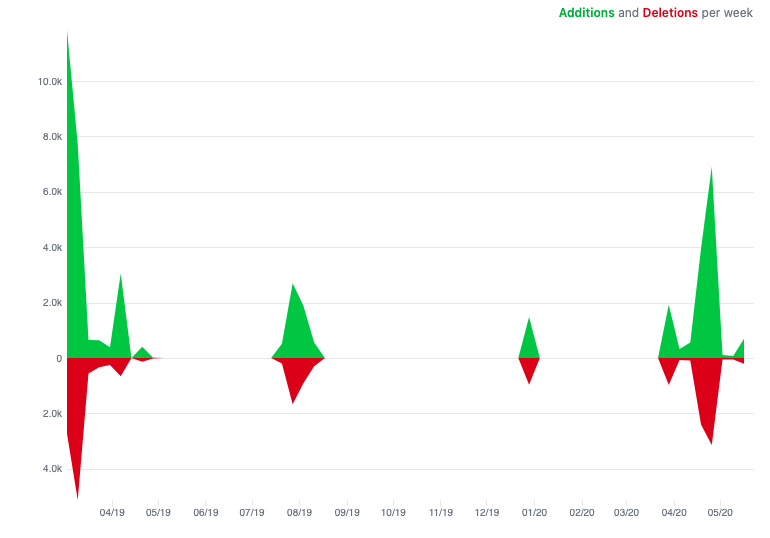 Additions and Deletions per week
10.0k
8.0k
6.0k
4.0k
2.0k
0
2.0k
4.0k
04/19 05/19 06/19 07/19 08/19 09/19 10/19 11/19 12/19 01/20 02/20 03/20 04/20 05/20